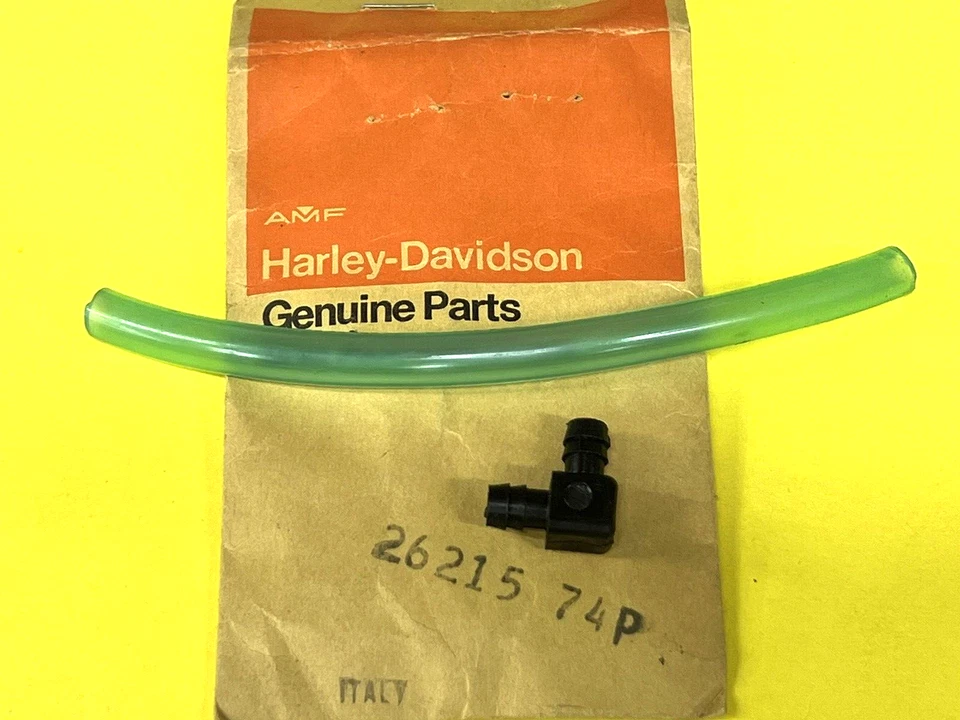 AMF
Harley-Davidson
Genuine Parts
26215 74P
ITALY